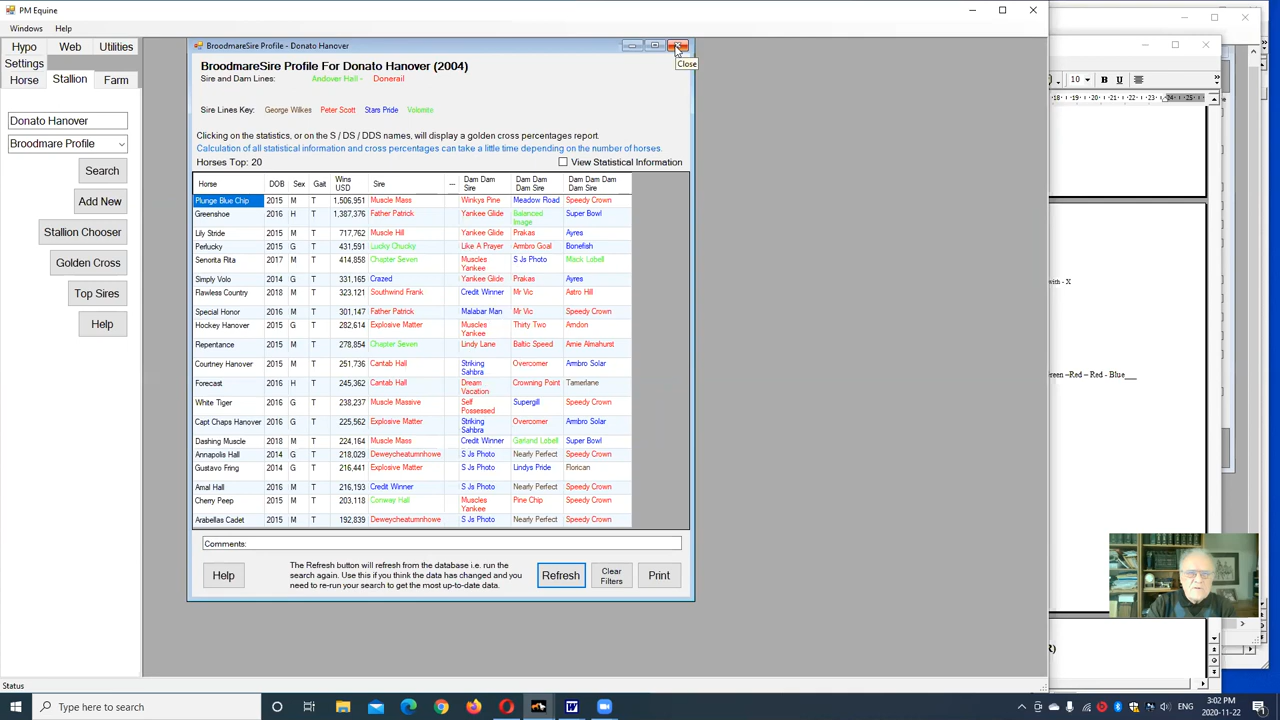 PM Equine
Windows Help
Hypo Web Utilities
Settings
Horse Stallion Farm
Donato Hanover
Broodmare Profile
Search
Add New
Stallion Chooser
Golden Cross
Top Sires
Help
BroodmareSire Profile - Donato Hanover
Close
BroodmareSire Profile For Donato Hanover (2004)
Sire and Dam Lines: Andover Hall - Donerail
Sire Lines Key: George Wilkes Peter Scott Stars Pride Volomite
Clicking on the statistics, or on the S / DS / DDS names, will display a golden cross percentages report.
Calculation of all statistical information and cross percentages can take a little time depending on the number of horses.
Horses Top: 20 View Statistical Information
Horse DOB Sex Gait Wins USD Sire --- Dam Dam Sire Dam Dam Dam Sire Dam Dam Dam Dam Sire
Plunge Blue Chip 2015 M T 1,506,951 Muscle Mass Winkys Pine Meadow Road Speedy Crown
Greenshoe 2016 H T 1,387,376 Father Patrick Yankee Glide Balanced Image Super Bowl
Lily Stride 2015 M T 717,762 Muscle Hill Yankee Glide Prakas Ayres
Perlucky 2015 G T 431,591 Lucky Chucky Like A Prayer Ambro Goal Bonefish
Senorita Rita 2017 M T 414,858 Chapter Seven Muscles Yankee S Js Photo Mack Lobell
Simply Volo 2014 G T 331,165 Crazed Yankee Glide Prakas Ayres
Flawless Country 2018 M T 323,121 Southwind Frank Credit Winner Mr Vic Astro Hill
Special Honor 2016 M T 301,147 Father Patrick Malabar Man Mr Vic Speedy Crown
Hockey Hanover 2015 G T 282,614 Explosive Matter Muscles Yankee Thirty Two Arndon
Repentance 2015 M T 278,854 Chapter Seven Lindy Lane Baltic Speed Arnie Almahurst
Courtney Hanover 2015 M T 251,736 Cantab Hall Striking Sahbra Overcomer Ambro Solar
Forecast 2016 H T 245,362 Cantab Hall Dream Vacation Crowning Point Tamerlane
White Tiger 2016 G T 238,237 Muscle Massive Self Possessed Supergill Speedy Crown
Capt Chaps Hanover 2016 G T 225,562 Explosive Matter Striking Sahbra Overcomer Ambro Solar
Dashing Muscle 2018 M T 224,164 Muscle Mass Credit Winner Garland Lobell Super Bowl
Annapolis Hall 2014 G T 218,029 Deweycheatumnhowe S Js Photo Nearly Perfect Speedy Crown
Gustavo Fring 2016 G T 216,441 Explosive Matter S Js Photo Lindys Pride Florican
Amal Hall 2016 M T 216,193 Credit Winner S Js Photo Nearly Perfect Speedy Crown
Cherry Peep 2015 M T 203,118 Conway Hall Muscles Yankee Pine Chip Speedy Crown
Arabellas Cadet 2015 M T 192,839 Deweycheatumnhowe S Js Photo Nearly Perfect Speedy Crown
Comments:
Help
The Refresh button will refresh from the database i.e. run the
search again. Use this if you think the data has changed and you
need to re-run your search to get the most up-to-date data.
Refresh
Clear Filters
Print
Status
10 B U
with - X
Green –Red – Red - Blue___
R)
Type here to search
3:02 PM
2020-11-22